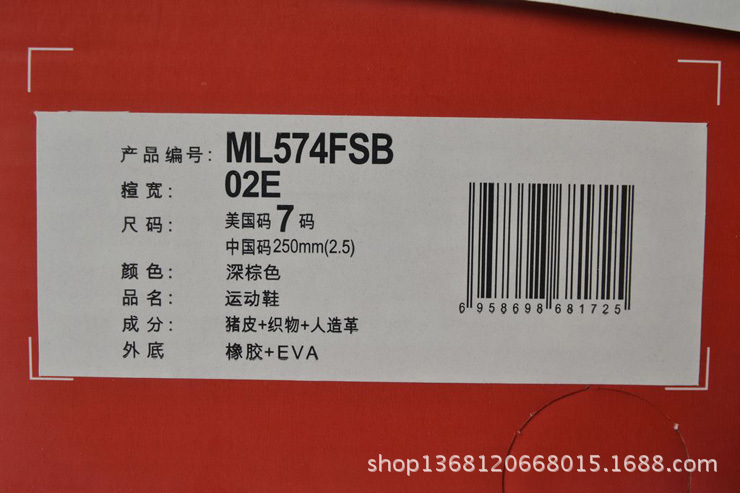 产品编号: ML574FSB
楦宽: 02E
尺码: 美国码 7 码
中国码 250mm(2.5)
颜色: 深棕色
品名: 运动鞋
成分: 猪皮+织物+人造革
外底 橡胶+EVA
6 958698 681725
shop1368120668015.1688.com